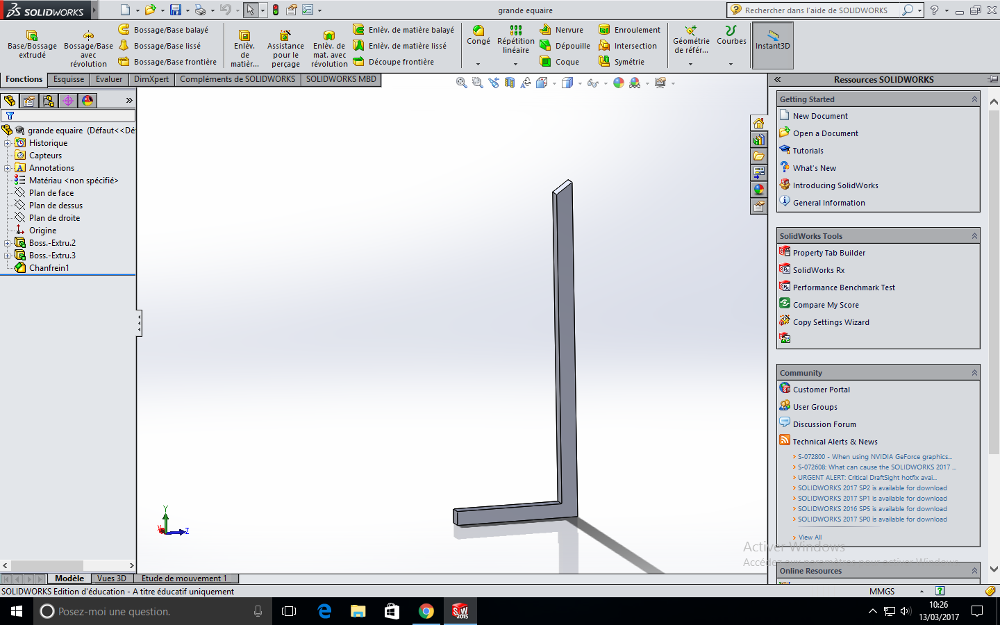 SOLIDWORKS
grande equaire
Rechercher dans l'aide de SOLIDWORKS
Base/Bossage extrudé
Bossage/Base avec révolution
Bossage/Base balayé
Bossage/Base lissé
Bossage/Base frontière
Enlèv. de matièr...
Assistance pour le perçage
Enlèv. de mat. avec révolution
Enlèv. de matière balayé
Enlèv. de matière lissé
Découpe frontière
Congé
Répétition linéaire
Nervure
Dépouille
Coque
Enroulement
Intersection
Symétrie
Géométrie de référ...
Courbes
Instant3D
Fonctions
Esquisse
Evaluer
DimXpert
Compléments de SOLIDWORKS
SOLIDWORKS MBD
grande equaire (Défaut<<Dé
Historique
Capteurs
Annotations
Matériau <non spécifié>
Plan de face
Plan de dessus
Plan de droite
Origine
Boss.-Extru.2
Boss.-Extru.3
Chanfrein1
Y
X
Z
Ressources SOLIDWORKS
Getting Started
New Document
Open a Document
Tutorials
What's New
Introducing SolidWorks
General Information
SolidWorks Tools
Property Tab Builder
SolidWorks Rx
Performance Benchmark Test
Compare My Score
Copy Settings Wizard
Community
Customer Portal
User Groups
Discussion Forum
Technical Alerts & News
S-072800 - When using NVIDIA GeForce graphics...
S-072608: What can cause the SOLIDWORKS 2017 ...
URGENT ALERT: Critical DraftSight hotfix avai...
SOLIDWORKS 2017 SP2 is available for download
SOLIDWORKS 2017 SP1 is available for download
SOLIDWORKS 2016 SP5 is available for download
SOLIDWORKS 2017 SP0 is available for download
View All
Activer Windows
Accédez aux paramètres pour activer Windows.
Online Resources
Modèle
Vues 3D
Etude de mouvement 1
SOLIDWORKS Edition d'éducation - A titre éducatif uniquement
MMGS
Posez-moi une question.
SW 2015
10:26
13/03/2017